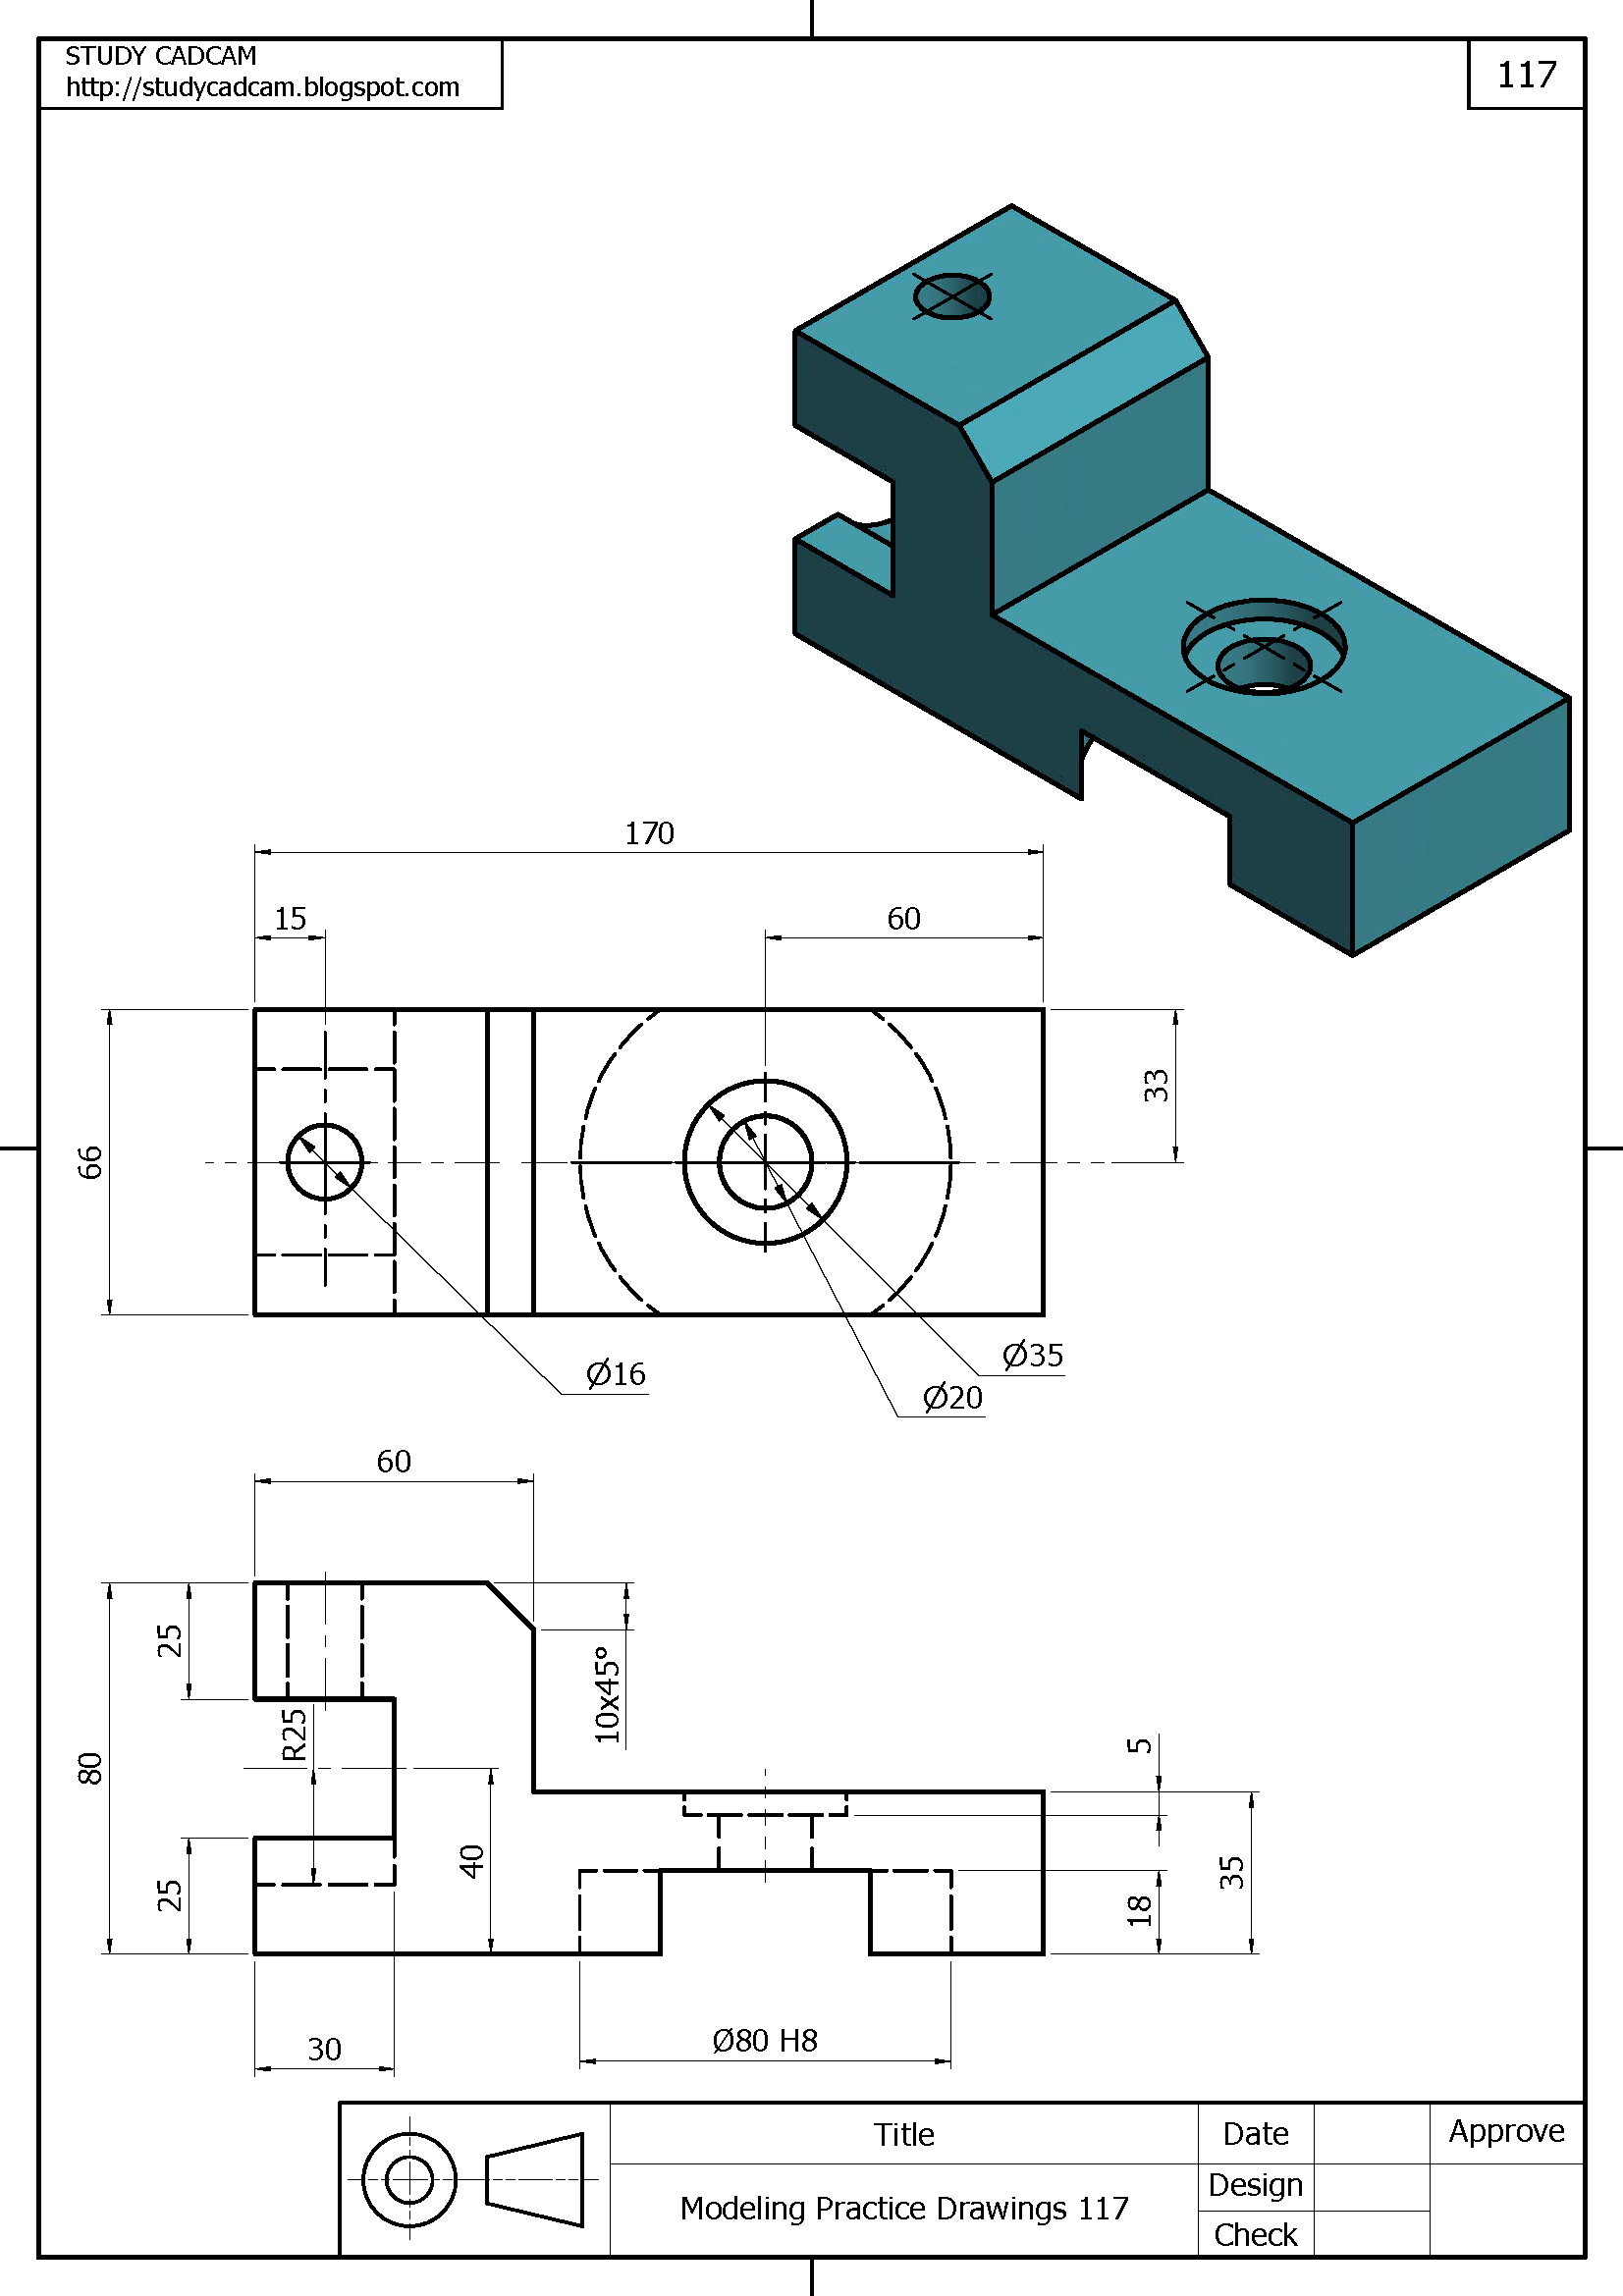 STUDY CADCAM
http://studycadcam.blogspot.com
117
170
15
60
66
33
Ø16
Ø35
Ø20
60
25
80
R25
10x45°
5
25
40
35
18
30
Ø80 H8
Title
Date
Approve
Modeling Practice Drawings 117
Design
Check